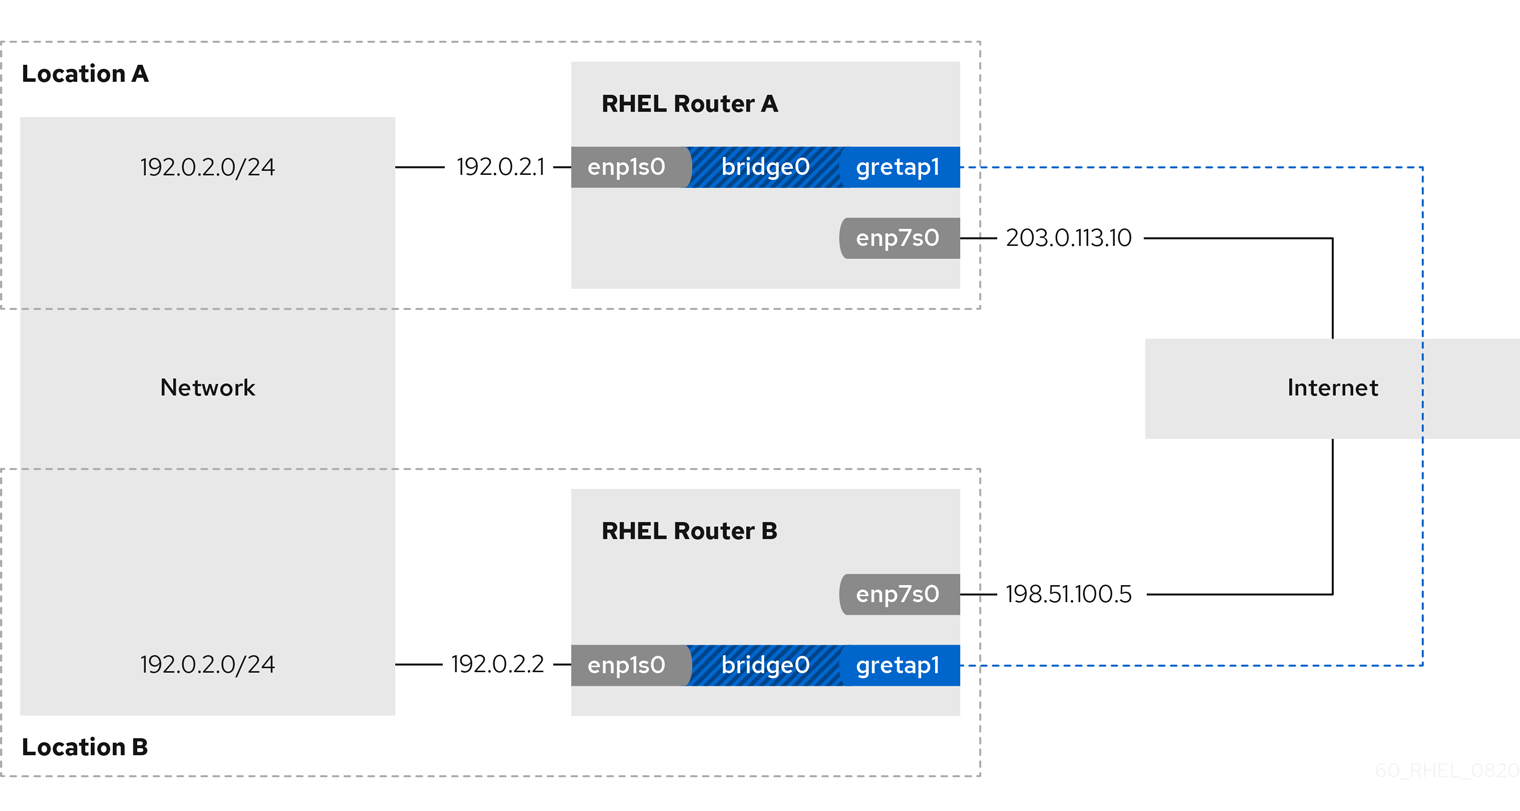 Location A
RHEL Router A
192.0.2.0/24
192.0.2.1
enp1s0
bridge0
gretap1
enp7s0
203.0.113.10
Network
Internet
RHEL Router B
enp7s0
198.51.100.5
192.0.2.0/24
192.0.2.2
enp1s0
bridge0
gretap1
Location B
60_RHEL_0820